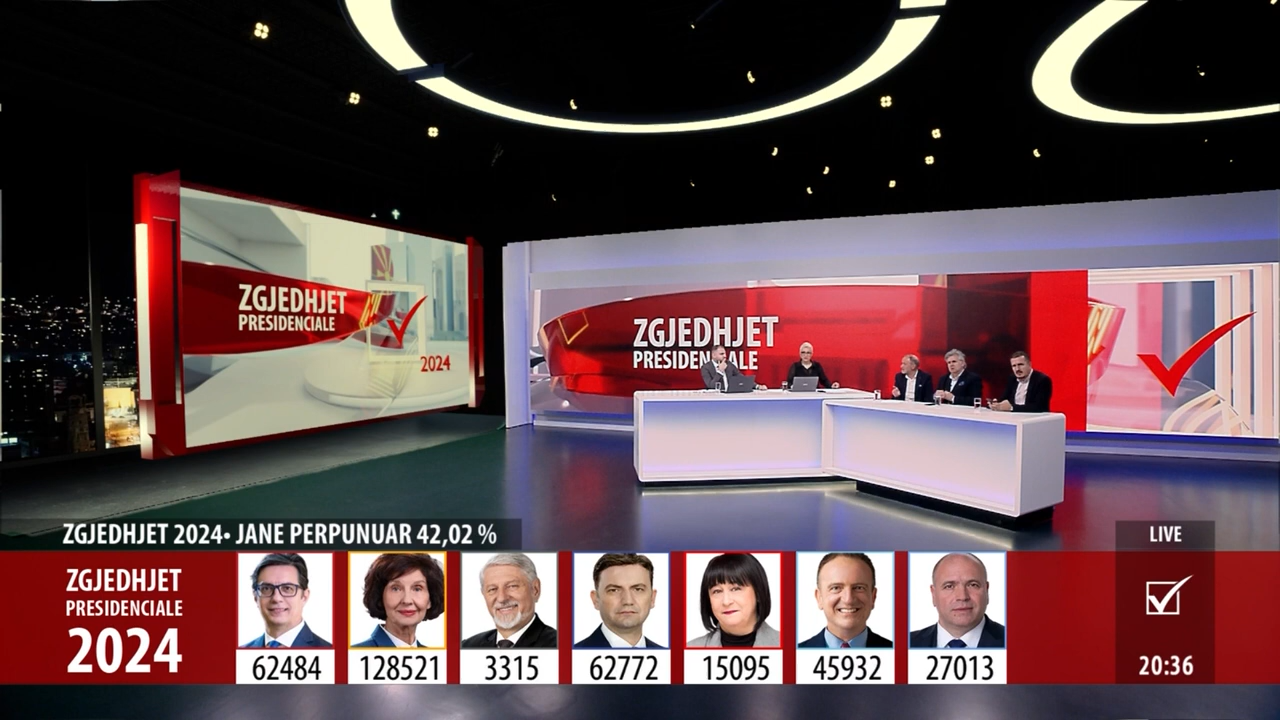 ZGJEDHJET
PRESIDENCIALE
2024
ZGJEDHJET
PRESIDENCIALE
ZGJEDHJET 2024• JANE PERPUNUAR 42,02 %
LIVE
ZGJEDHJET
PRESIDENCIALE
2024
62484
128521
3315
62772
15095
45932
27013
20:36